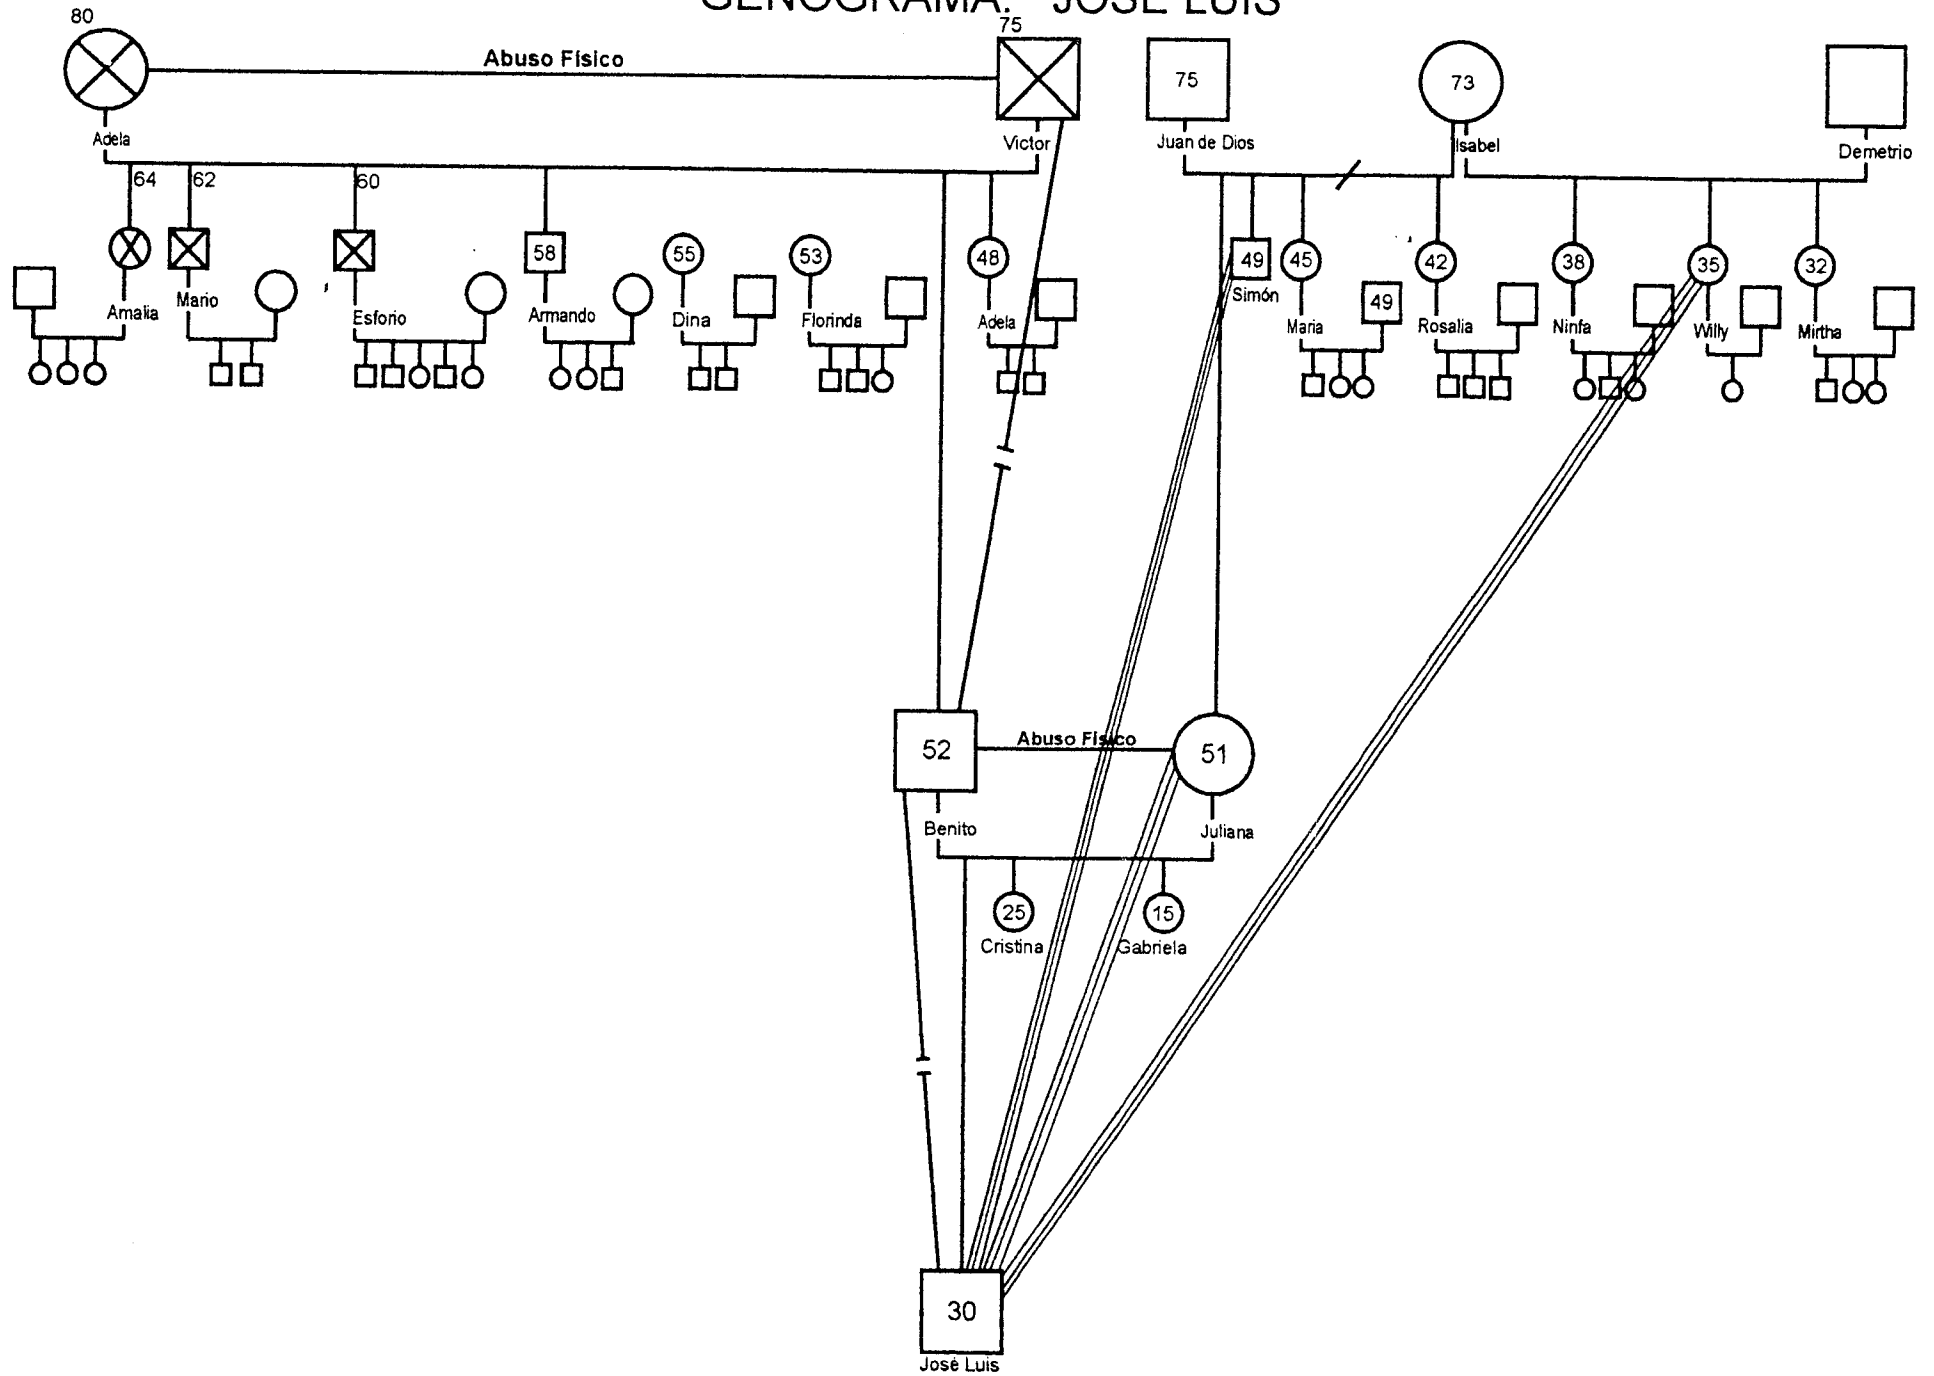 GENOGRAMA: JOSE LUIS
80
75
Abuso Físico
75
73
Adela
Victor
Juan de Dios
Isabel
Demetrio
64
62
60
58
55
53
48
49
45
42
38
35
32
Simón
49
Amalia
Mario
Esforio
Armando
Dina
Florinda
Adela
Maria
Rosalia
Ninfa
Willy
Mirtha
52
Abuso Físico
51
Benito
Juliana
25
15
Cristina
Gabriela
30
José Luis